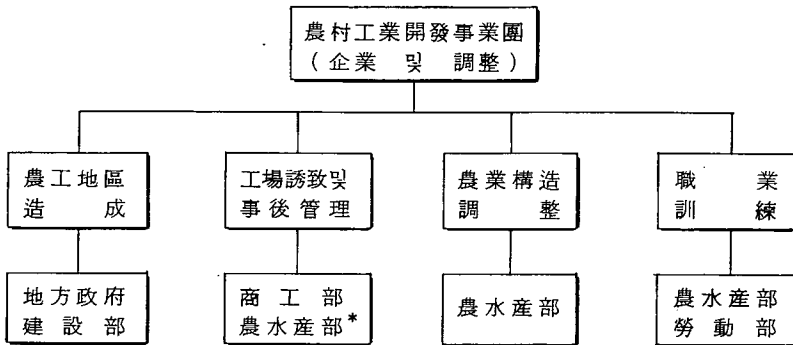 農村工業開發事業團
(企業 및 調整)
農工地區
造成
工場誘致및
事後管理
農業構造
調整
職業
訓練
地方政府
建設部
商工部
農水産部*
農水産部
農水産部
勞動部